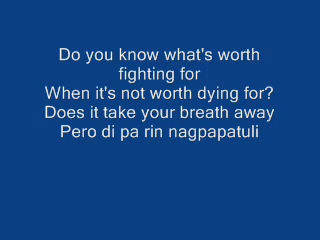 Do you know what's worth
fighting for
When it's not worth dying for?
Does it take your breath away
Pero di pa rin nagpapatuli